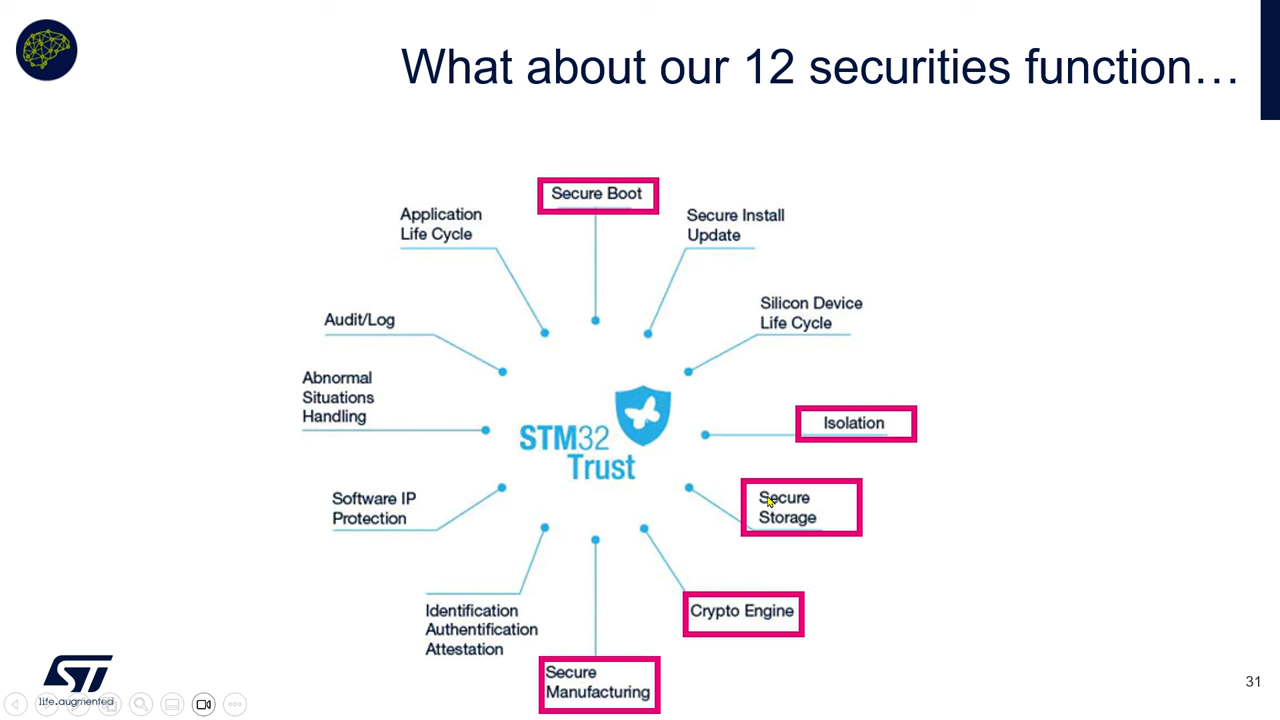 What about our 12 securities function…
Secure Boot
Application
Life Cycle
Secure Install
Update
Silicon Device
Life Cycle
Audit/Log
Abnormal
Situations
Handling
Isolation
STM32
Trust
Secure
Storage
Software IP
Protection
Crypto Engine
Identification
Authentification
Attestation
Secure
Manufacturing
ST
life.augmented
31